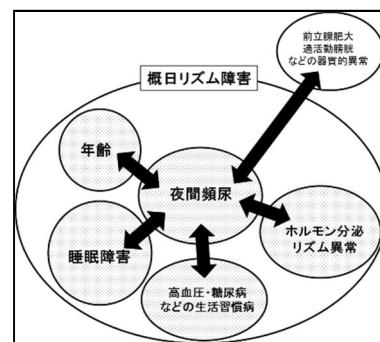 前立腺肥大
過活動膀胱
などの器質的異常
概日リズム障害
年齢
夜間頻尿
睡眠障害
ホルモン分泌
リズム異常
高血圧・糖尿病
などの生活習慣病